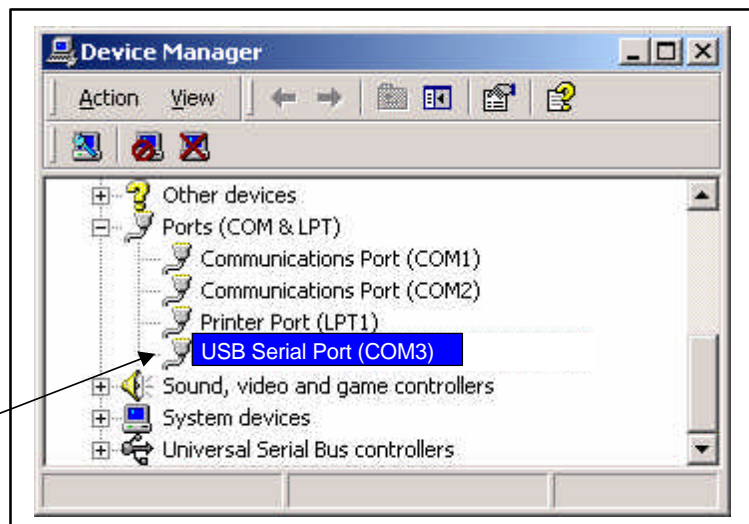 Device Manager
Action View
Other devices
Ports (COM & LPT)
Communications Port (COM1)
Communications Port (COM2)
Printer Port (LPT1)
USB Serial Port (COM3)
Sound, video and game controllers
System devices
Universal Serial Bus controllers